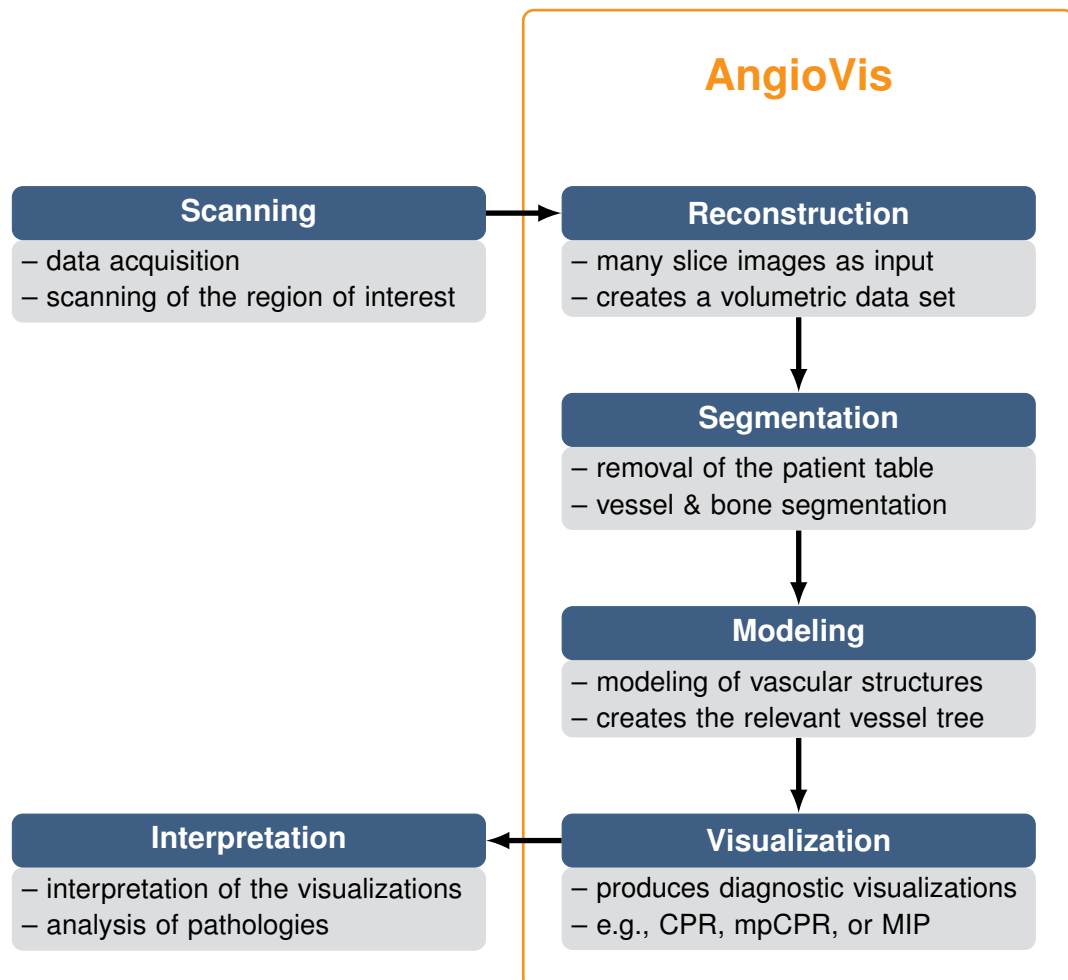 AngioVis
Scanning
– data acquisition
– scanning of the region of interest
Reconstruction
– many slice images as input
– creates a volumetric data set
Segmentation
– removal of the patient table
– vessel & bone segmentation
Modeling
– modeling of vascular structures
– creates the relevant vessel tree
Visualization
– produces diagnostic visualizations
– e.g., CPR, mpCPR, or MIP
Interpretation
– interpretation of the visualizations
– analysis of pathologies